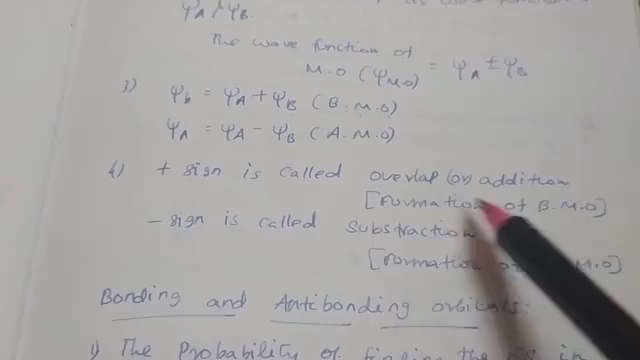 ψA, ψB.
The wave function of
M.O (ψM.O) = ψA ± ψB
3) ψb = ψA + ψB (B.M.O)
ψA = ψA - ψB (A.M.O)
4) + sign is called overlap (or) addition
[Formation of B.M.O]
- sign is called Substraction
[Formation of M.O]
Bonding and Antibonding orbitals:
1) The Probability of finding the in